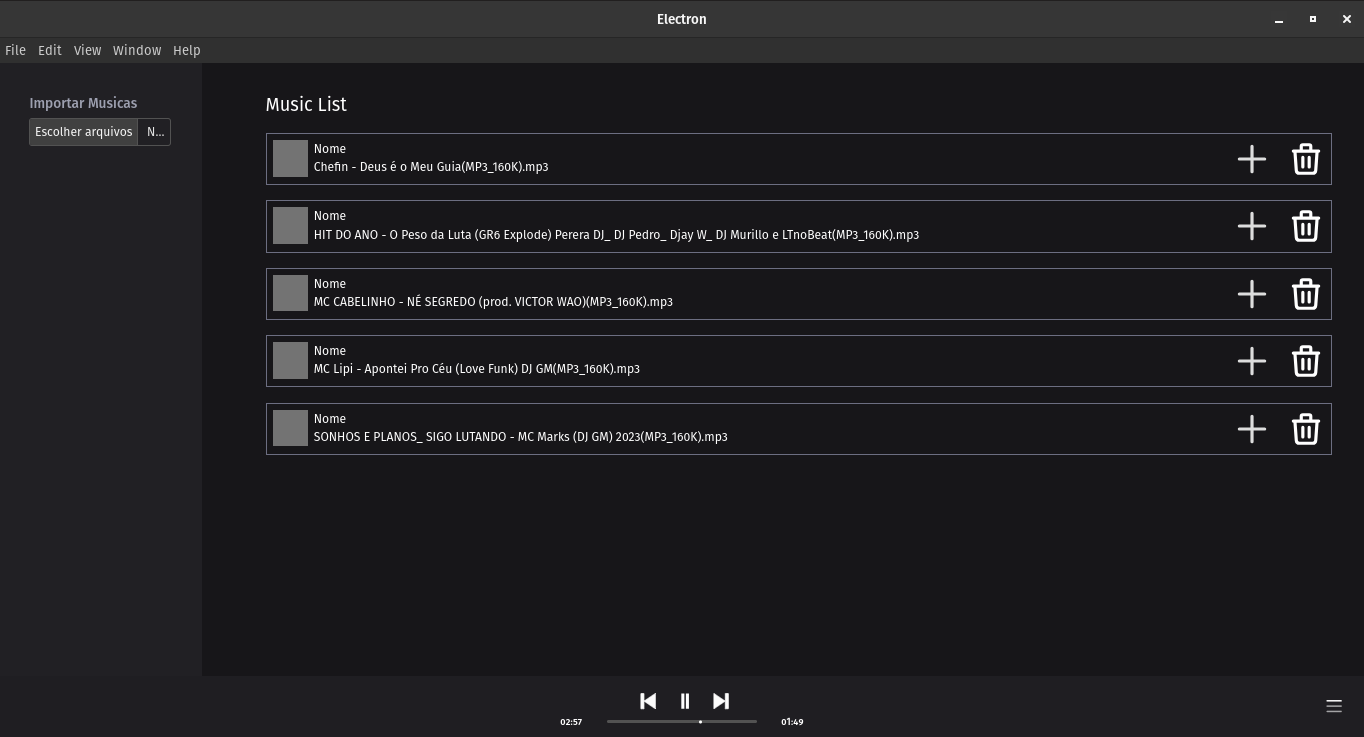 Electron
File Edit View Window Help
Importar Musicas
Escolher arquivos N...
Music List
Nome
Chefin - Deus é o Meu Guia(MP3_160K).mp3
Nome
HIT DO ANO - O Peso da Luta (GR6 Explode) Perera DJ_ DJ Pedro_ Djay W_ DJ Murillo e LTnoBeat(MP3_160K).mp3
Nome
MC CABELINHO - NÉ SEGREDO (prod. VICTOR WAO)(MP3_160K).mp3
Nome
MC Lipi - Apontei Pro Céu (Love Funk) DJ GM(MP3_160K).mp3
Nome
SONHOS E PLANOS_ SIGO LUTANDO - MC Marks (DJ GM) 2023(MP3_160K).mp3
02:57 01:49